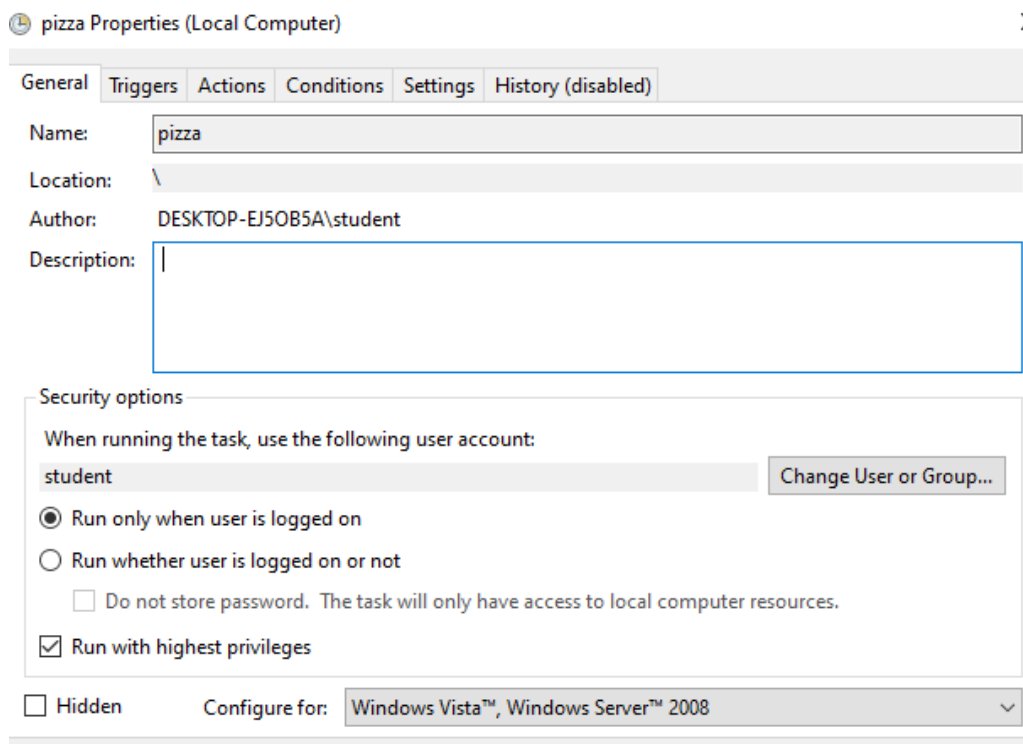 pizza Properties (Local Computer)
General Triggers Actions Conditions Settings History (disabled)
Name: pizza
Location: \
Author: DESKTOP-EJ5OB5A\student
Description:
Security options
When running the task, use the following user account:
student Change User or Group...
Run only when user is logged on
Run whether user is logged on or not
Do not store password. The task will only have access to local computer resources.
Run with highest privileges
Hidden Configure for: Windows Vista™, Windows Server™ 2008